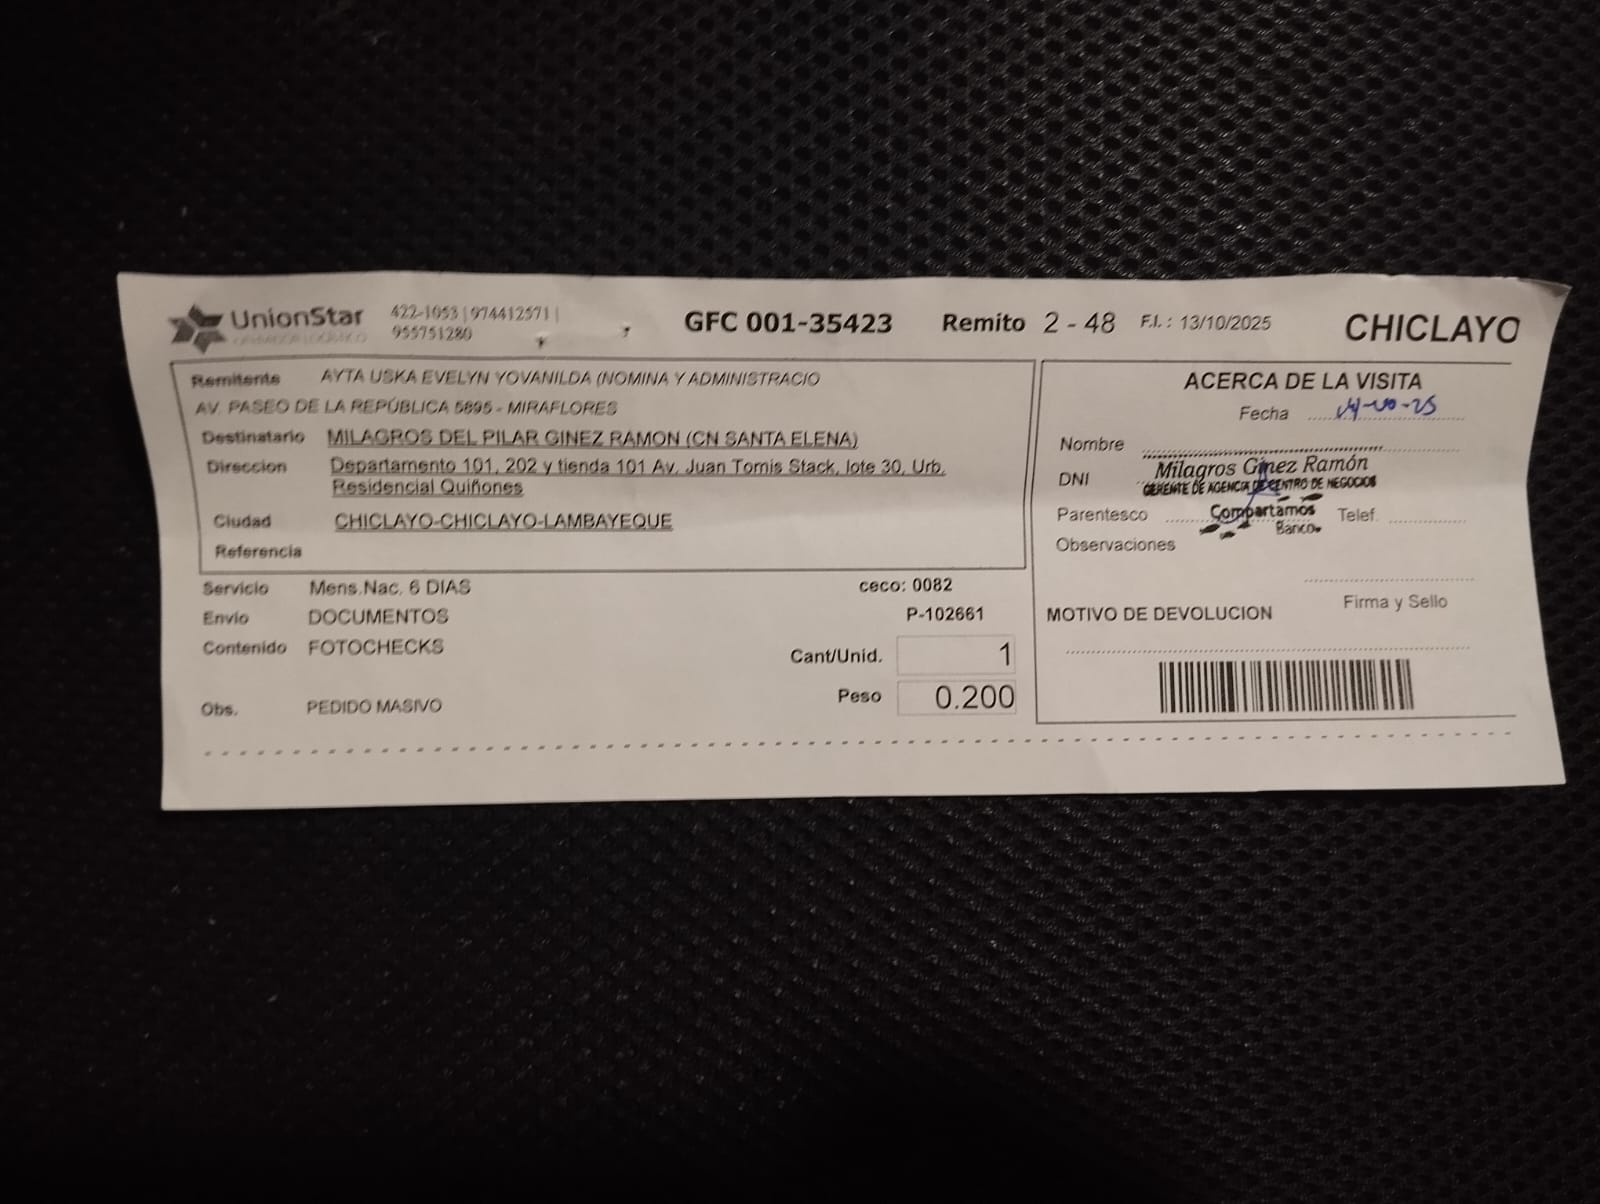 UnionStar
OPERADOR LOGISTICO
422-1053 | 974412571 |
955751280
GFC 001-35423
Remito 2 - 48
F.I. : 13/10/2025
CHICLAYO
Remitente AYTA USKA EVELYN YOVANILDA (NOMINA Y ADMINISTRACIO
AV. PASEO DE LA REPÚBLICA 5895 - MIRAFLORES
Destinatario MILAGROS DEL PILAR GINEZ RAMON (CN SANTA ELENA)
Direccion Departamento 101, 202 y tienda 101 Av. Juan Tomis Stack, lote 30, Urb.
Residencial Quiñones
Ciudad CHICLAYO-CHICLAYO-LAMBAYEQUE
Referencia
Servicio Mens.Nac. 6 DIAS
ceco: 0082
Envio DOCUMENTOS
P-102661
Contenido FOTOCHECKS
Cant/Unid. 1
Peso 0.200
Obs. PEDIDO MASIVO
ACERCA DE LA VISITA
Fecha
Nombre
Milagros Ginez Ramón
DNI
GERENTE DE AGENCIA DE CENTRO DE NEGOCIOS
Parentesco
Compartamos
Banco
Telef.
Observaciones
Firma y Sello
MOTIVO DE DEVOLUCION